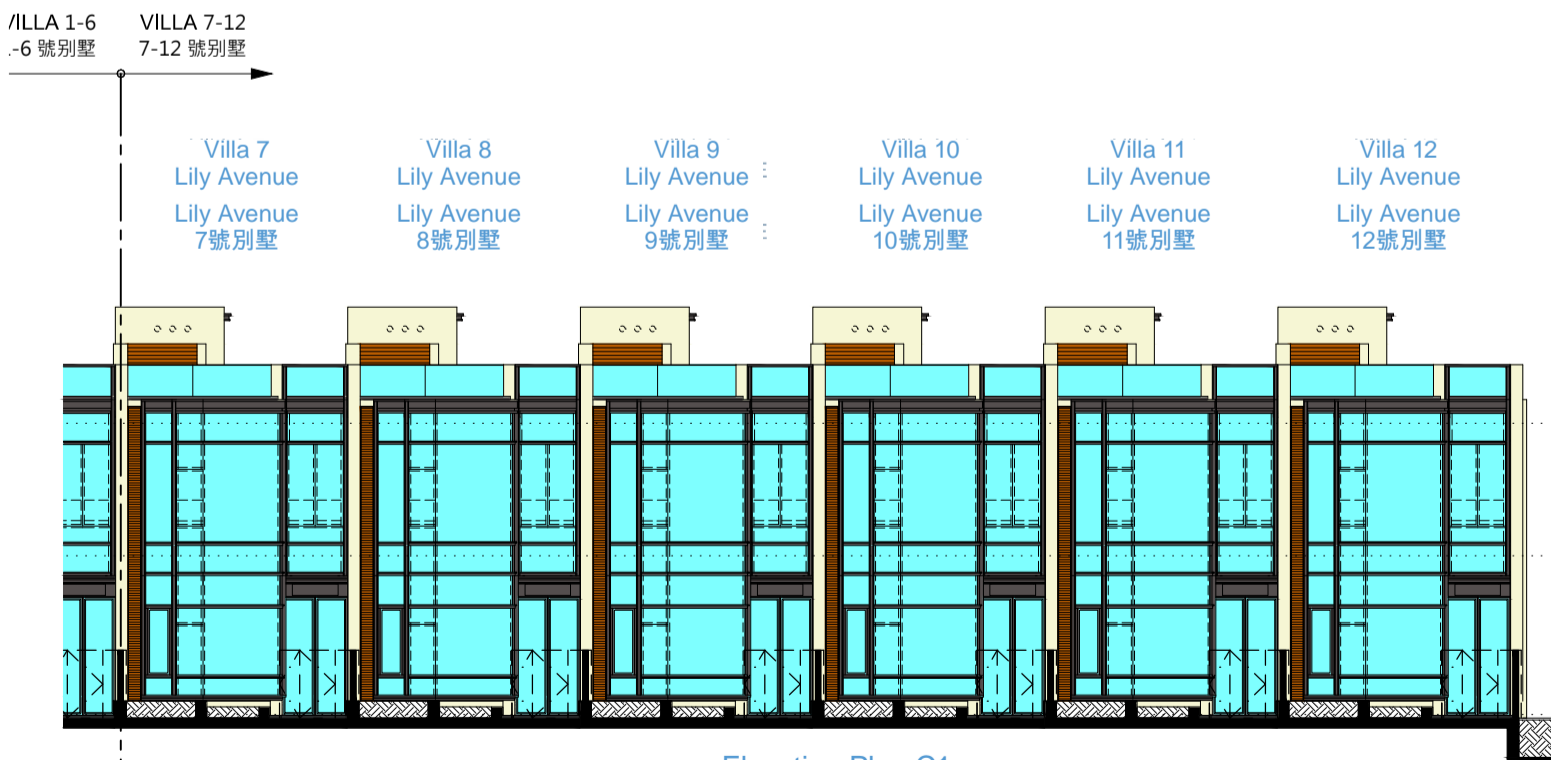 VILLA 1-6 VILLA 7-12
-6 號別墅 7-12 號別墅
Villa 7
Lily Avenue
Lily Avenue
7號別墅
Villa 8
Lily Avenue
Lily Avenue
8號別墅
Villa 9
Lily Avenue
Lily Avenue
9號別墅
Villa 10
Lily Avenue
Lily Avenue
10號別墅
Villa 11
Lily Avenue
Lily Avenue
11號別墅
Villa 12
Lily Avenue
Lily Avenue
12號別墅